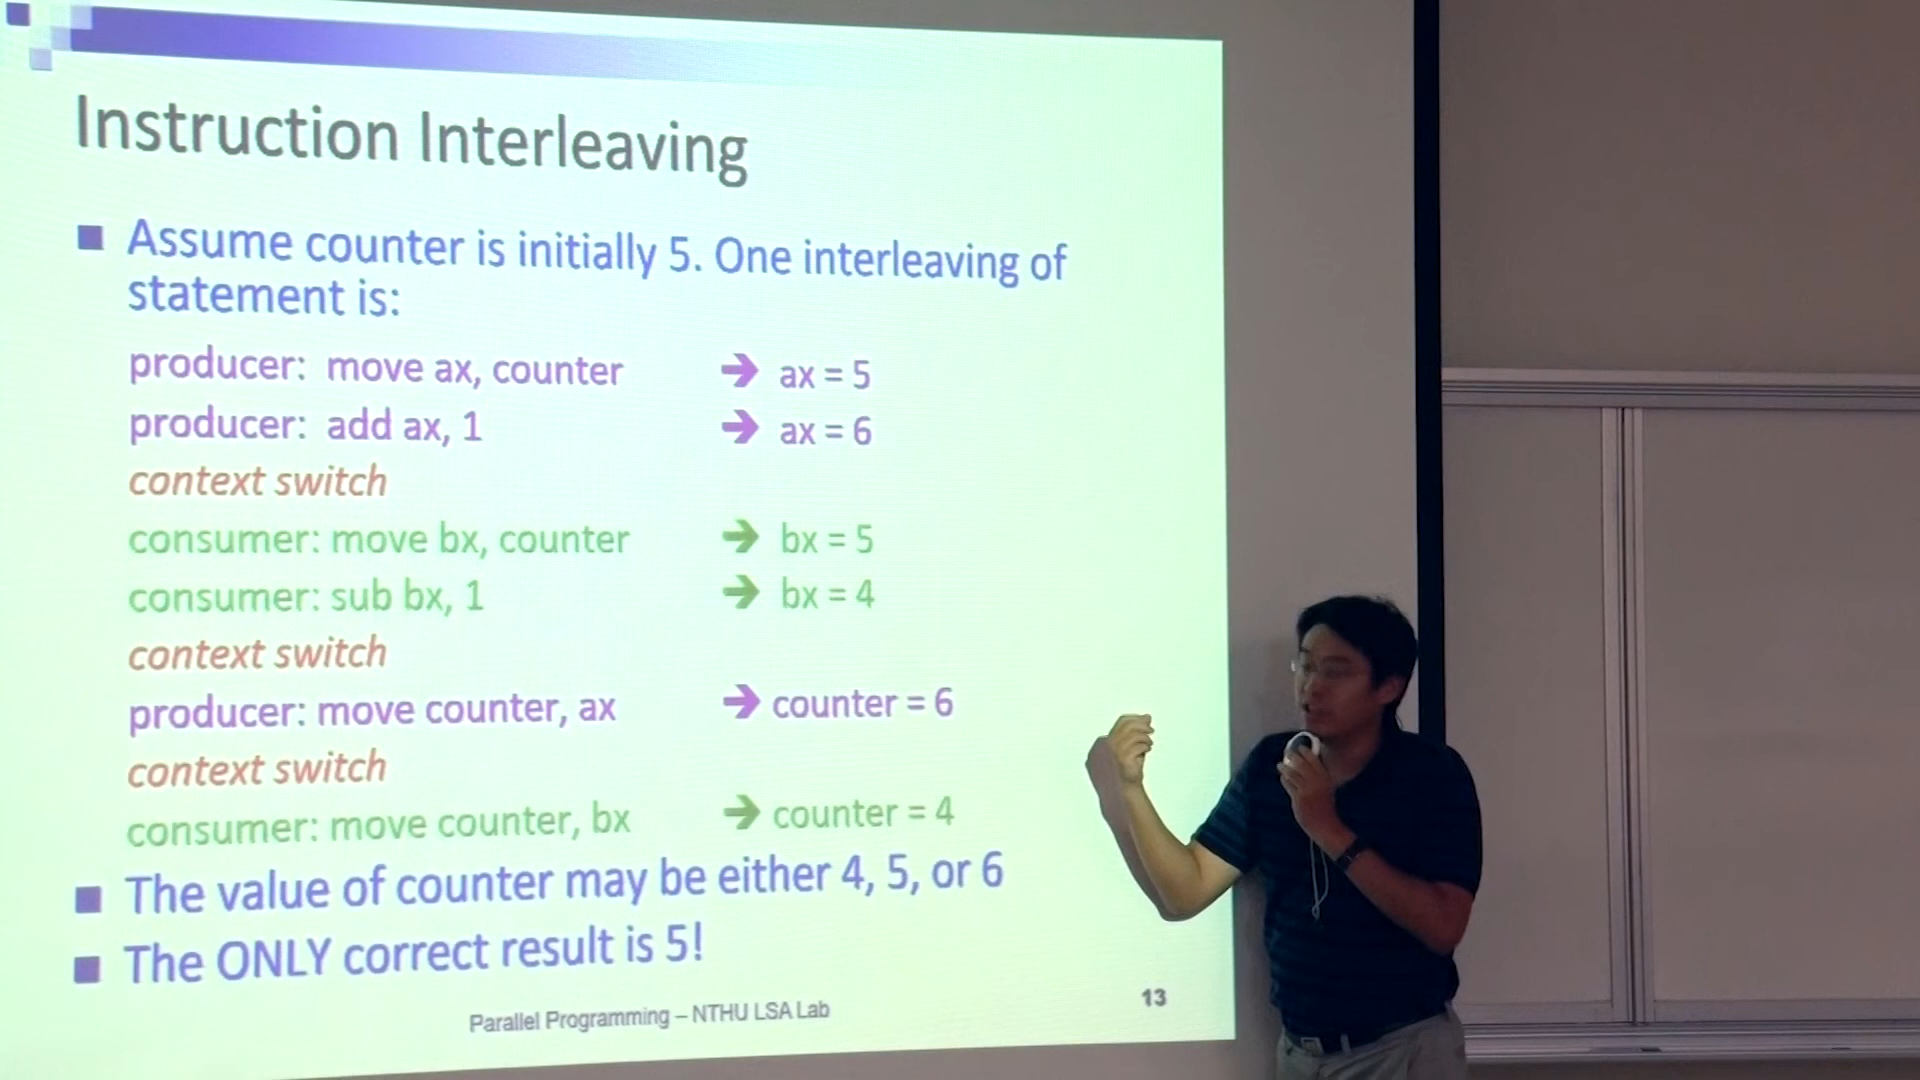 Instruction Interleaving
Assume counter is initially 5. One interleaving of
statement is:
producer: move ax, counter ➔ ax = 5
producer: add ax, 1 ➔ ax = 6
context switch
consumer: move bx, counter ➔ bx = 5
consumer: sub bx, 1 ➔ bx = 4
context switch
producer: move counter, ax ➔ counter = 6
context switch
consumer: move counter, bx ➔ counter = 4
The value of counter may be either 4, 5, or 6
The ONLY correct result is 5!
Parallel Programming – NTHU LSA Lab
13